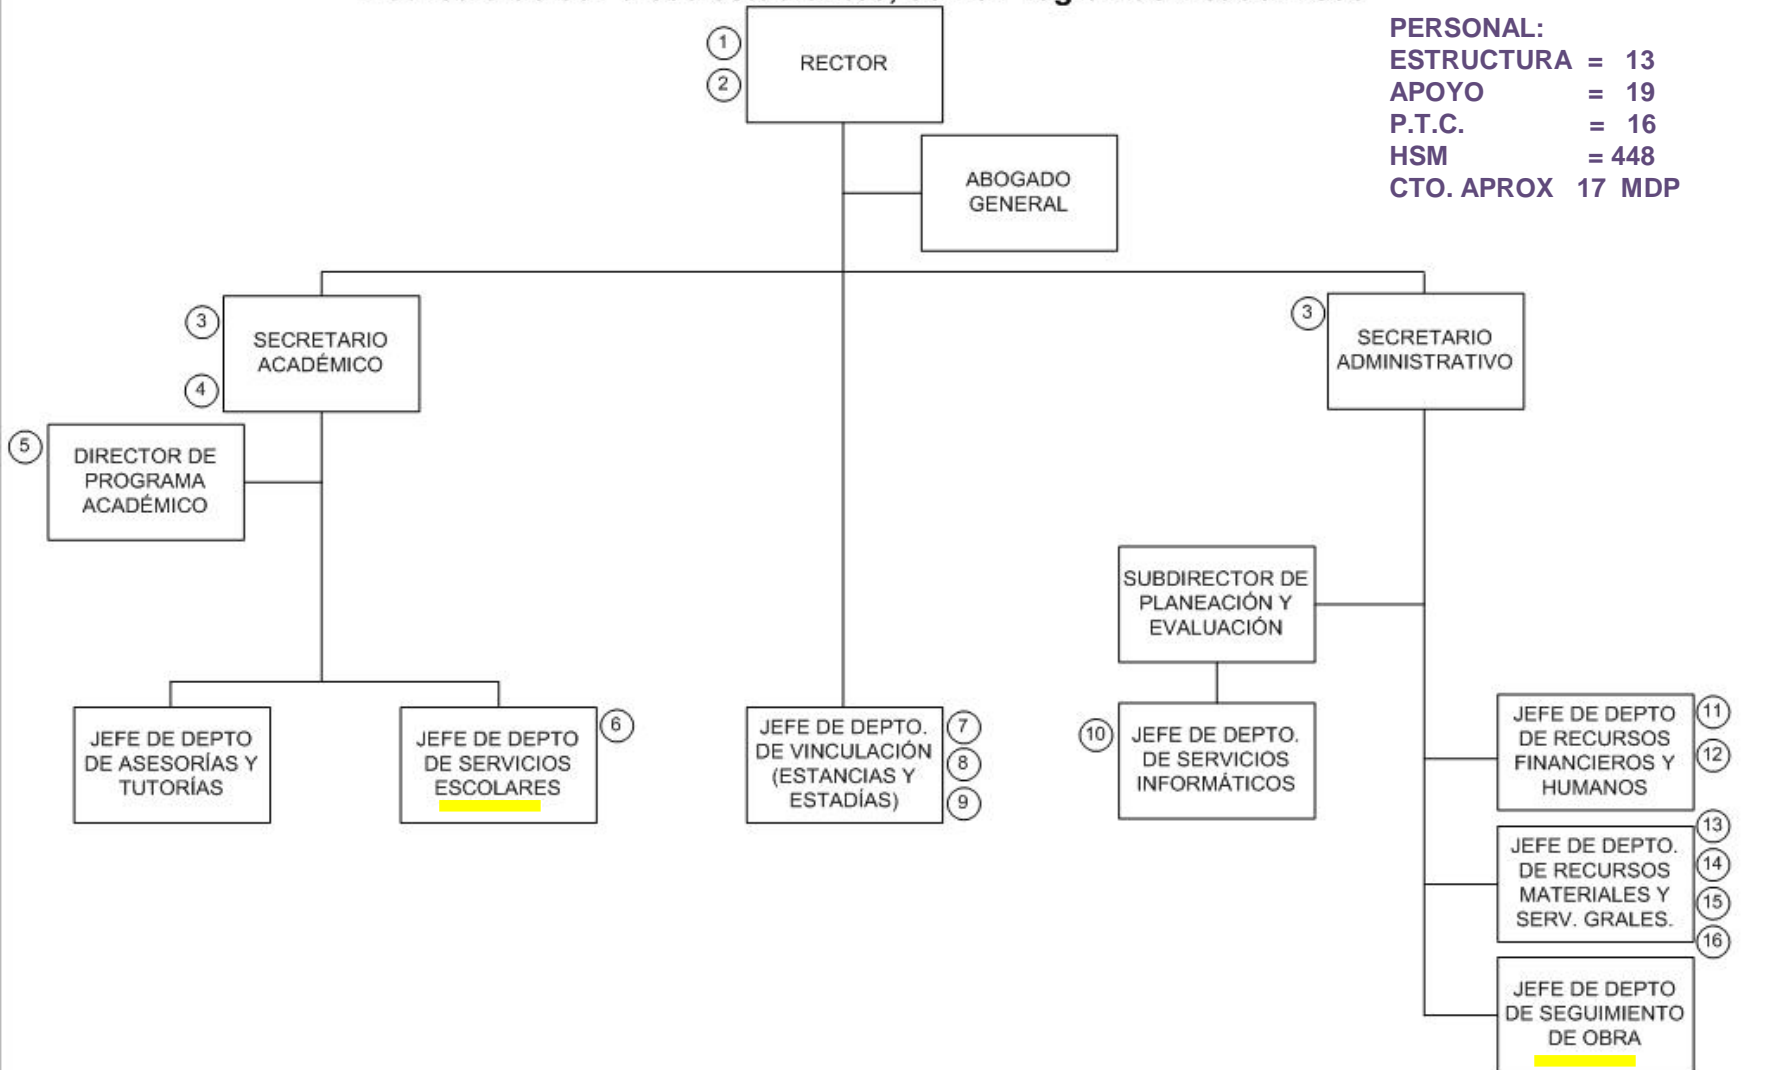 PERSONAL:
ESTRUCTURA = 13
APOYO = 19
P.T.C. = 16
HSM = 448
CTO. APROX 17 MDP
1
2
RECTOR
ABOGADO
GENERAL
3
4
SECRETARIO
ACADÉMICO
3
SECRETARIO
ADMINISTRATIVO
5
DIRECTOR DE
PROGRAMA
ACADÉMICO
SUBDIRECTOR DE
PLANEACIÓN Y
EVALUACIÓN
JEFE DE DEPTO
DE ASESORÍAS Y
TUTORÍAS
JEFE DE DEPTO
DE SERVICIOS
ESCOLARES
6
JEFE DE DEPTO.
DE VINCULACIÓN
(ESTANCIAS Y
ESTADÍAS)
7
8
9
10
JEFE DE DEPTO.
DE SERVICIOS
INFORMÁTICOS
JEFE DE DEPTO
DE RECURSOS
FINANCIEROS Y
HUMANOS
11
12
JEFE DE DEPTO.
DE RECURSOS
MATERIALES Y
SERV. GRALES.
13
14
15
16
JEFE DE DEPTO
DE SEGUIMIENTO
DE OBRA